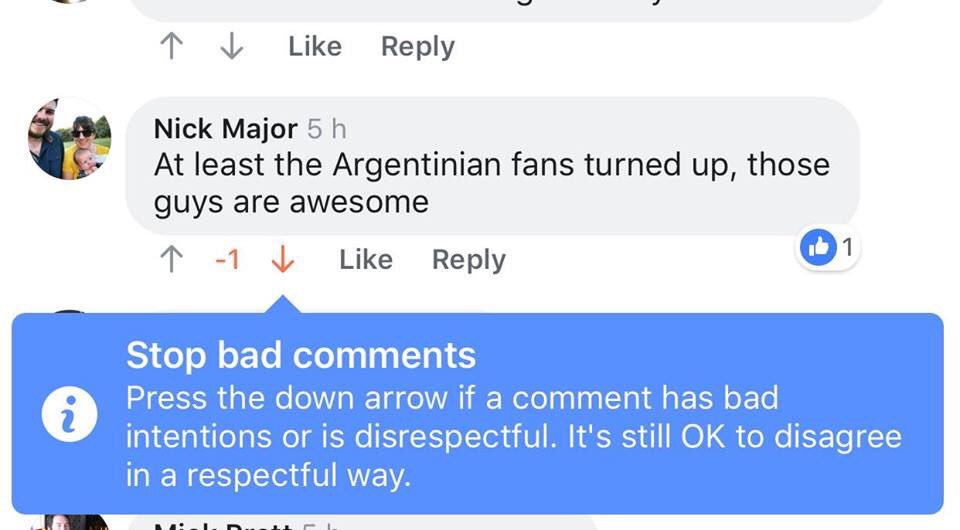 Like Reply
Nick Major 5 h
At least the Argentinian fans turned up, those
guys are awesome
-1 Like Reply
1
Stop bad comments
Press the down arrow if a comment has bad
intentions or is disrespectful. It's still OK to disagree
in a respectful way.